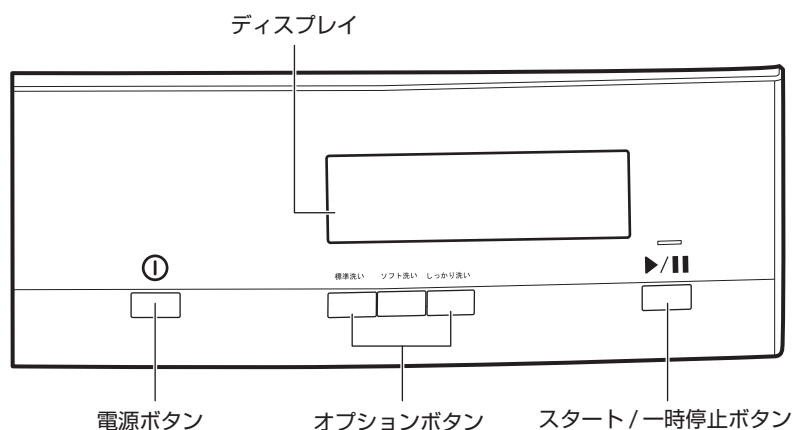 ディスプレイ
標準洗い ソフト洗い しっかり洗い
電源ボタン
オプションボタン
スタート / 一時停止ボタン